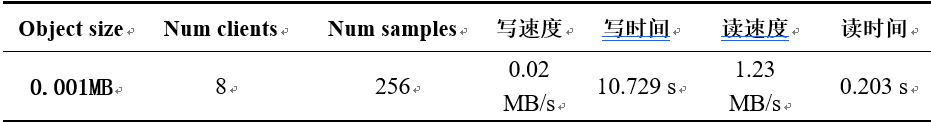 Object size Num clients Num samples 写速度 写时间 读速度 读时间
0.001MB 8 256 0.02 MB/s 10.729 s 1.23 MB/s 0.203 s